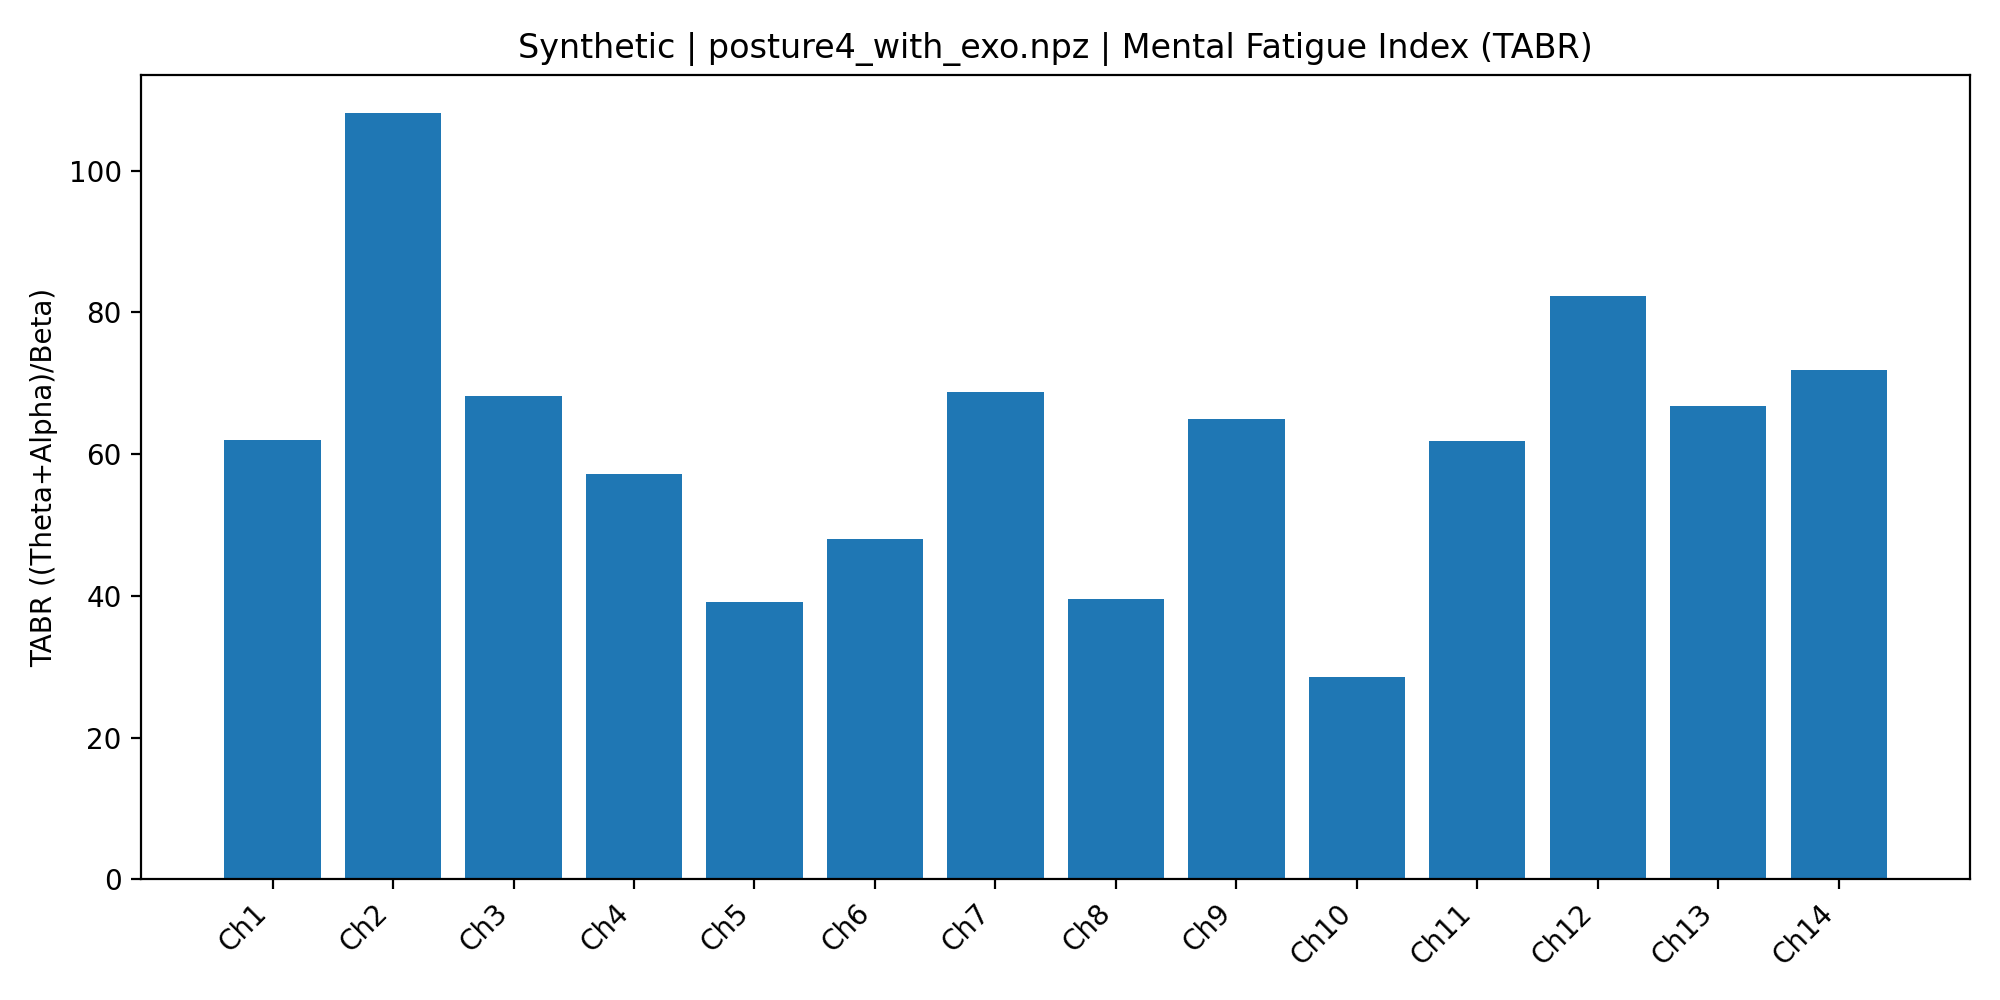 Synthetic | posture4_with_exo.npz | Mental Fatigue Index (TABR)
TABR ((Theta+Alpha)/Beta)
100
80
60
40
20
0
Ch1
Ch2
Ch3
Ch4
Ch5
Ch6
Ch7
Ch8
Ch9
Ch10
Ch11
Ch12
Ch13
Ch14